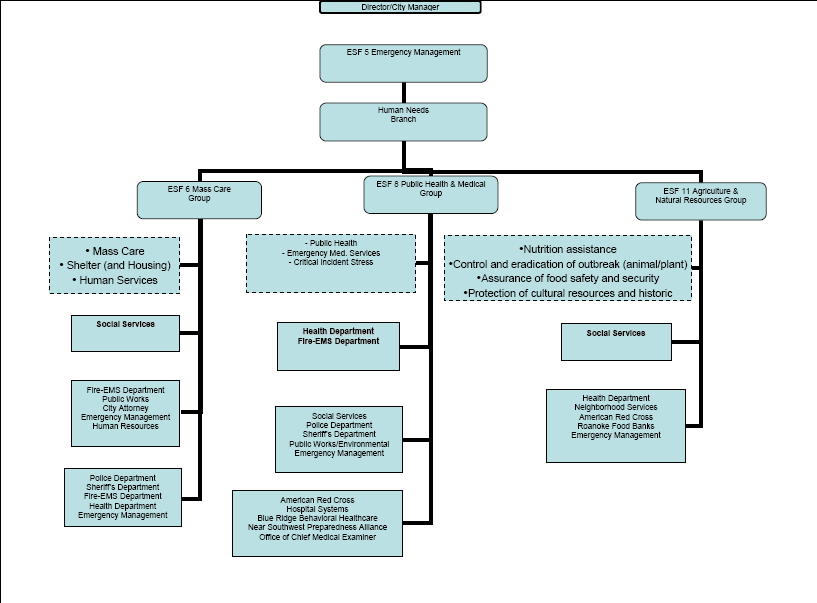 Director/City Manager
ESF 5 Emergency Management
Human Needs
Branch
ESF 6 Mass Care
Group
ESF 8 Public Health & Medical
Group
ESF 11 Agriculture &
Natural Resources Group
• Mass Care
• Shelter (and Housing)
• Human Services
- Public Health
- Emergency Med. Services
- Critical Incident Stress
•Nutrition assistance
•Control and eradication of outbreak (animal/plant)
•Assurance of food safety and security
•Protection of cultural resources and historic
Social Services
Health Department
Fire-EMS Department
Social Services
Fire-EMS Department
Public Works
City Attorney
Emergency Management
Human Resources
Social Services
Police Department
Sheriff's Department
Public Works/Environmental
Emergency Management
Health Department
Neighborhood Services
American Red Cross
Roanoke Food Banks
Emergency Management
Police Department
Sheriff's Department
Fire-EMS Department
Health Department
Emergency Management
American Red Cross
Hospital Systems
Blue Ridge Behavioral Healthcare
Near Southwest Preparedness Alliance
Office of Chief Medical Examiner